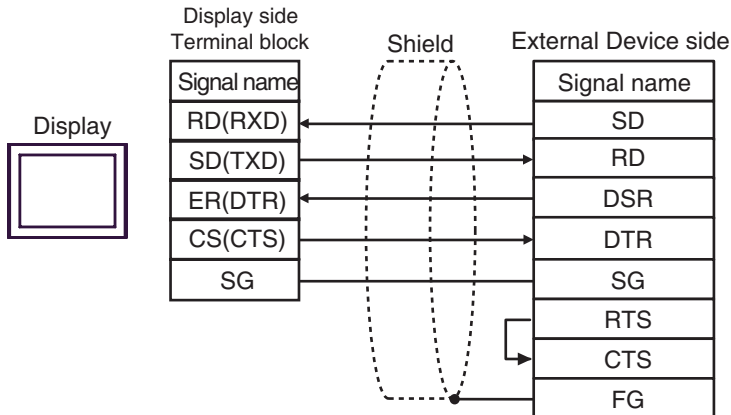 Display side
Terminal block
Shield
External Device side
Signal name
Signal name
Display
RD(RXD)
SD
SD(TXD)
RD
ER(DTR)
DSR
CS(CTS)
DTR
SG
SG
RTS
CTS
FG